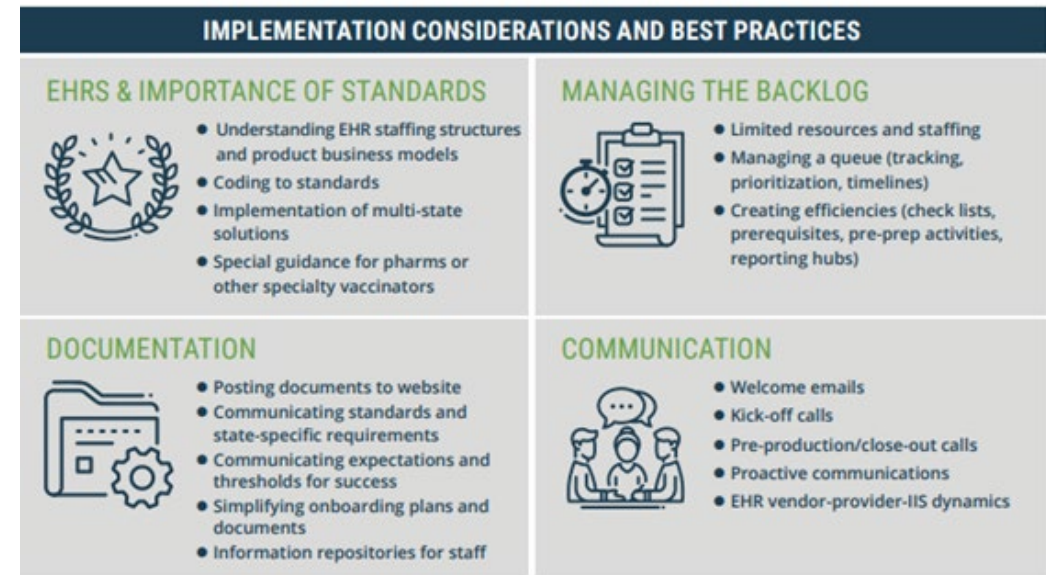 IMPLEMENTATION CONSIDERATIONS AND BEST PRACTICES
EHRS & IMPORTANCE OF STANDARDS
● Understanding EHR staffing structures
and product business models
● Coding to standards
● Implementation of multi-state
solutions
● Special guidance for pharms or
other specialty vaccinators
MANAGING THE BACKLOG
● Limited resources and staffing
● Managing a queue (tracking,
prioritization, timelines)
● Creating efficiencies (check lists,
prerequisites, pre-prep activities,
reporting hubs)
DOCUMENTATION
● Posting documents to website
● Communicating standards and
state-specific requirements
● Communicating expectations and
thresholds for success
● Simplifying onboarding plans and
documents
● Information repositories for staff
COMMUNICATION
● Welcome emails
● Kick-off calls
● Pre-production/close-out calls
● Proactive communications
● EHR vendor-provider-IIS dynamics